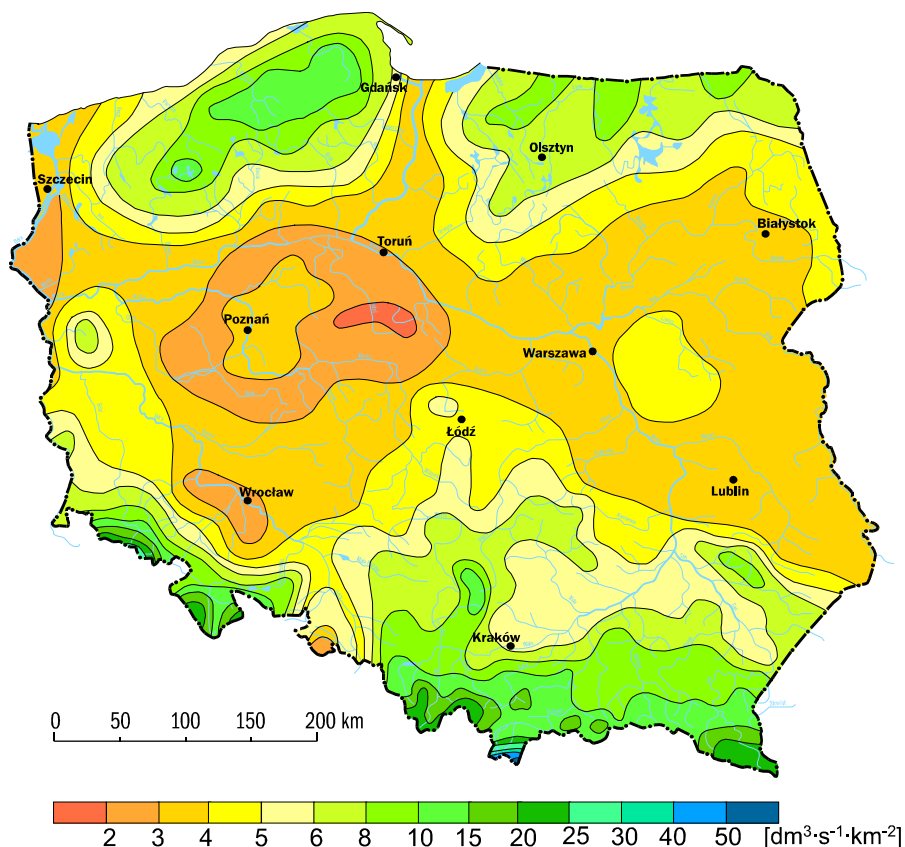 Gdańsk
Olsztyn
Szczecin
Białystok
Toruń
Poznań
Warszawa
Łódź
Wrocław
Lublin
Kraków
0 50 100 150 200 km
2 3 4 5 6 8 10 15 20 25 30 40 50 [dm³·s⁻¹·km⁻²]